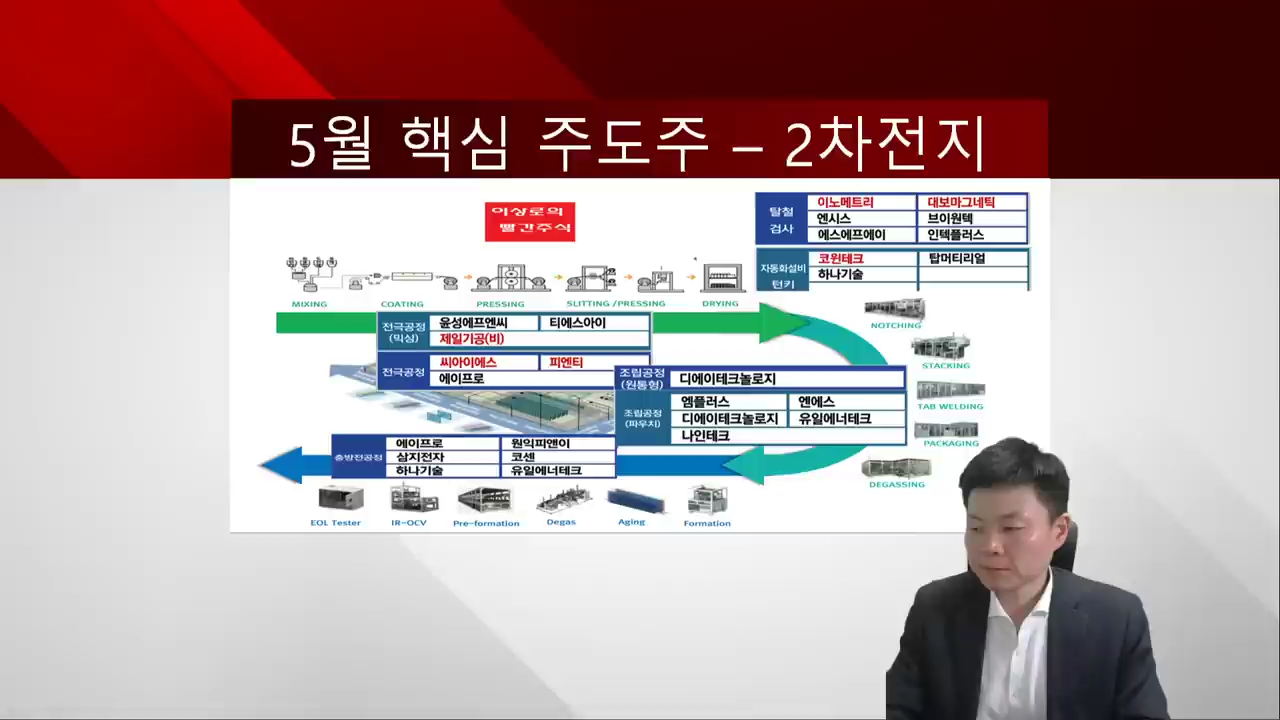 5월 핵심 주도주 – 2차전지
이상로의
빨간주식
탈철
검사
이노메트리 대보마그네틱
엔시스 브이원텍
에스에프에이 인텍플러스
자동화설비
턴키
코윈테크 탑머티리얼
하나기술
MIXING COATING PRESSING SLITTING /PRESSING DRYING
NOTCHING
STACKING
TAB WELDING
PACKAGING
DEGASSING
전극공정
(믹싱)
윤성에프엔씨 티에스아이
제일기공(비)
전극공정
씨아이에스 피엔티
에이프로
조립공정
(원통형)
디에이테크놀로지
조립공정
(파우치)
엠플러스 엔에스
디에이테크놀로지 유일에너테크
나인테크
충방전공정
에이프로 원익피앤이
삼지전자 코센
하나기술 유일에너테크
EOL Tester IR-OCV Pre-formation Degas Aging Formation